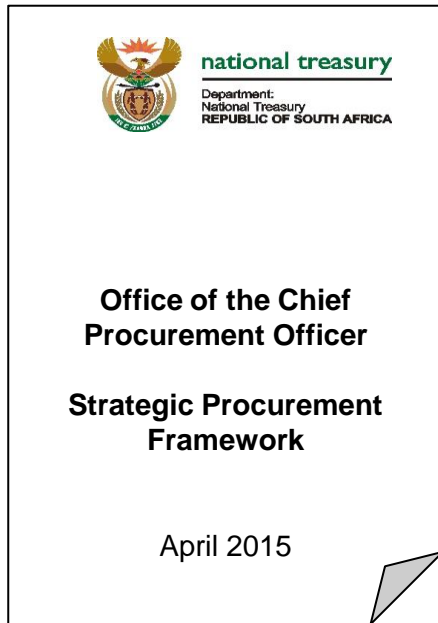 national treasury
Department:
National Treasury
REPUBLIC OF SOUTH AFRICA
Office of the Chief
Procurement Officer
Strategic Procurement
Framework
April 2015